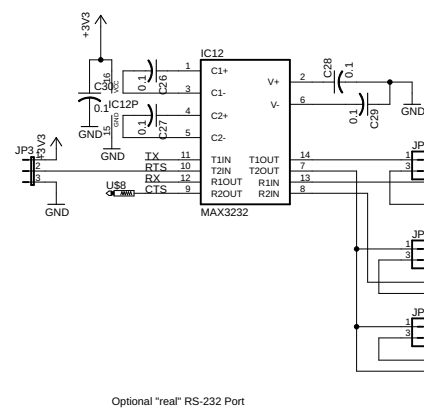 +3V3
IC12
C30
0.1
16
VCC
IC12P
GND
15
GND
GND
0.1
C26
0.1
C27
1
3
4
5
C1+
C1-
C2+
C2-
V+
V-
2
6
C28
0.1
0.1
C29
GND
JP3
+3V3
1
2
3
GND
TX
RTS
RX
CTS
U$8
11
10
12
9
T1IN
T2IN
R1OUT
R2OUT
T1OUT
T2OUT
R1IN
R2IN
14
7
13
8
MAX3232
JP
1
3
JP
1
3
JP
1
3
Optional "real" RS-232 Port